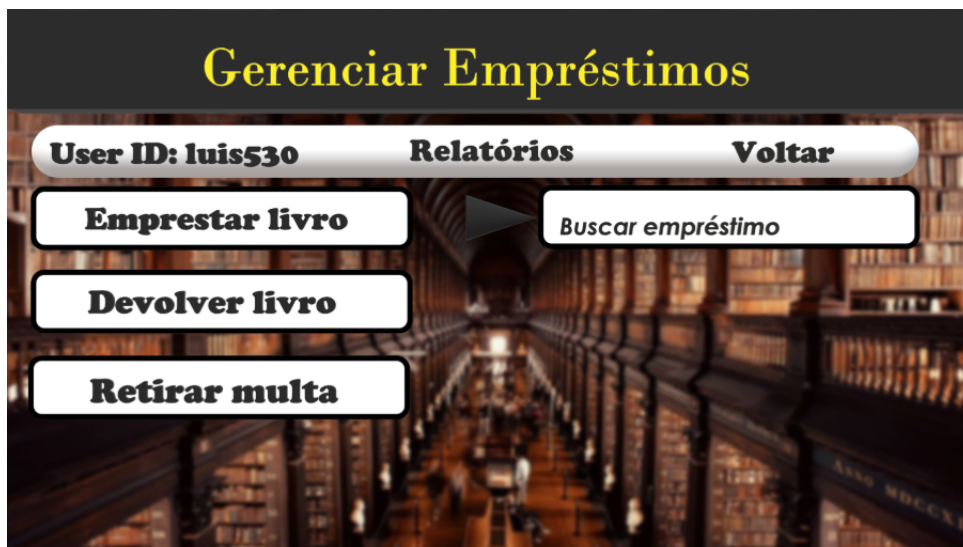 Gerenciar Empréstimos
User ID: luis530 Relatórios Voltar
Emprestar livro
Buscar empréstimo
Devolver livro
Retirar multa